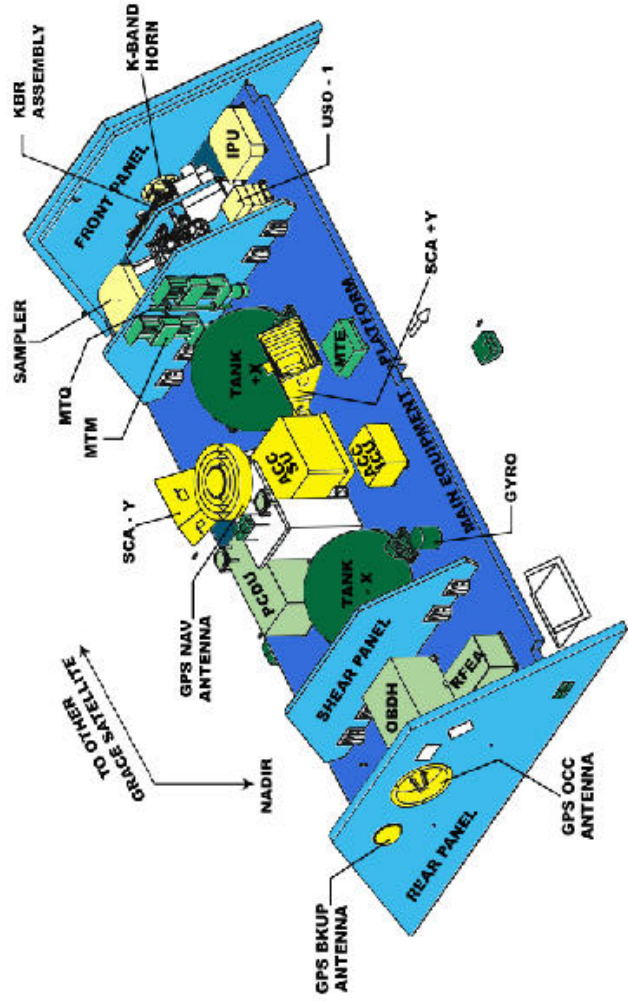 GPS BKUP
ANTENNA
REAR PANEL
GPS OCC
ANTENNA
TO OTHER
GRACE SATELLITE
NADIR
GPS NAV
ANTENNA
SCA - Y
MTM
MTQ
SAMPLER
KBR
ASSEMBLY
K-BAND
HORN
FRONT PANEL
IPU
USO - 1
SHEAR PANEL
OBDH
RFEA
PCDU
TANK
- X
GYRO
ACC
SU
ACC
ICU
TANK
+X
MTE
SCA +Y
MAIN EQUIPMENT PLATFORM